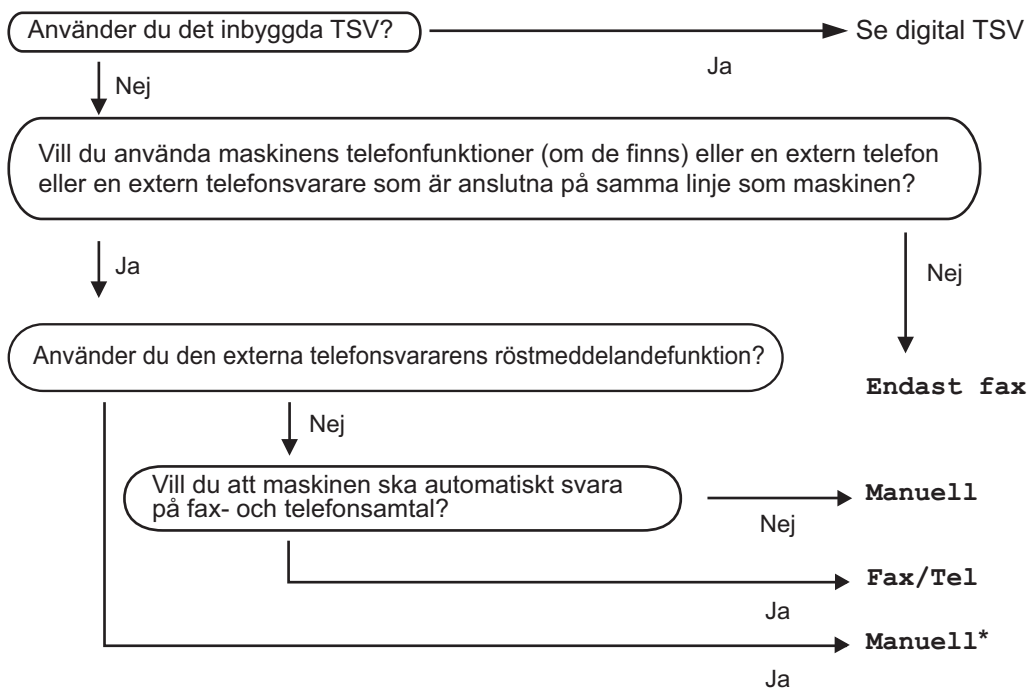 Använder du det inbyggda TSV?
Se digital TSV
Ja
Nej
Vill du använda maskinens telefonfunktioner (om de finns) eller en extern telefon
eller en extern telefonsvarare som är anslutna på samma linje som maskinen?
Ja
Nej
Använder du den externa telefonsvararens röstmeddelandefunktion?
Endast fax
Nej
Vill du att maskinen ska automatiskt svara
på fax- och telefonsamtal?
Manuell
Nej
Fax/Tel
Ja
Manuell*
Ja